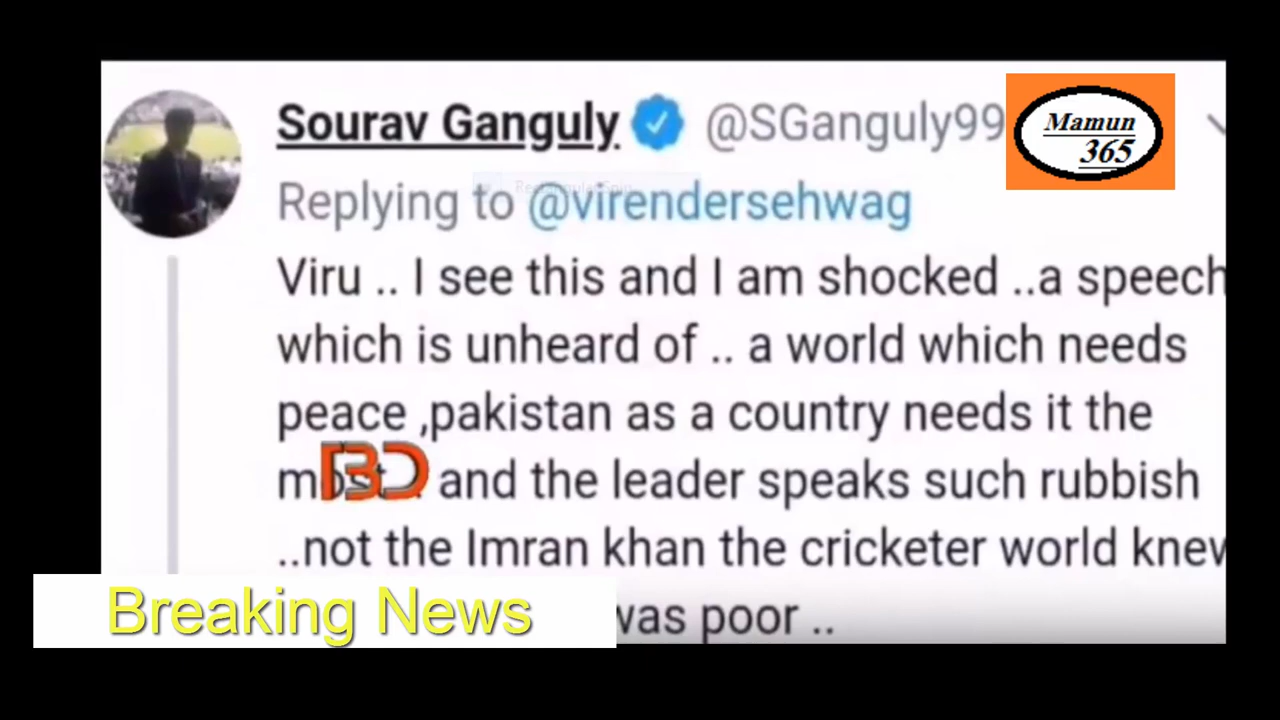 Sourav Ganguly @SGanguly99
Mamun
365
Replying to @virendersehwag
Viru .. I see this and I am shocked ..a speech
which is unheard of .. a world which needs
peace ,pakistan as a country needs it the
most and the leader speaks such rubbish
..not the Imran khan the cricketer world knew
was poor ..
BD
Breaking News